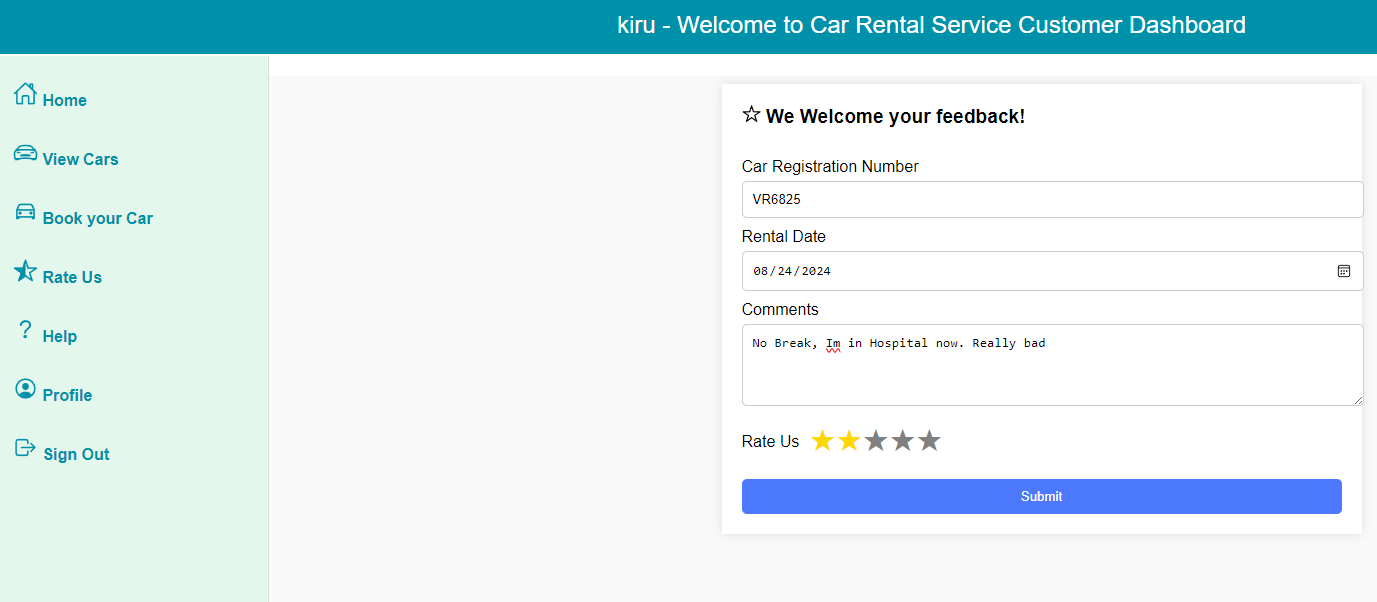 kiru - Welcome to Car Rental Service Customer Dashboard
Home
View Cars
Book your Car
Rate Us
Help
Profile
Sign Out
We Welcome your feedback!
Car Registration Number
VR6825
Rental Date
08/24/2024
Comments
No Break, Im in Hospital now. Really bad
Rate Us
Submit